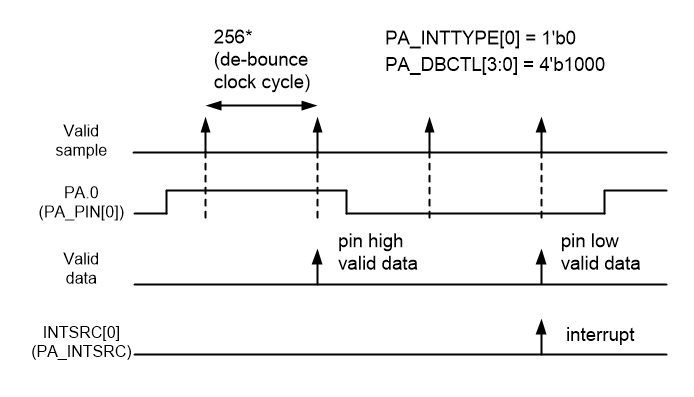 256*
(de-bounce
clock cycle)
PA_INTTYPE[0] = 1'b0
PA_DBCTL[3:0] = 4'b1000
Valid
sample
PA.0
(PA_PIN[0])
Valid
data
pin high
valid data
pin low
valid data
INTSRC[0]
(PA_INTSRC)
interrupt